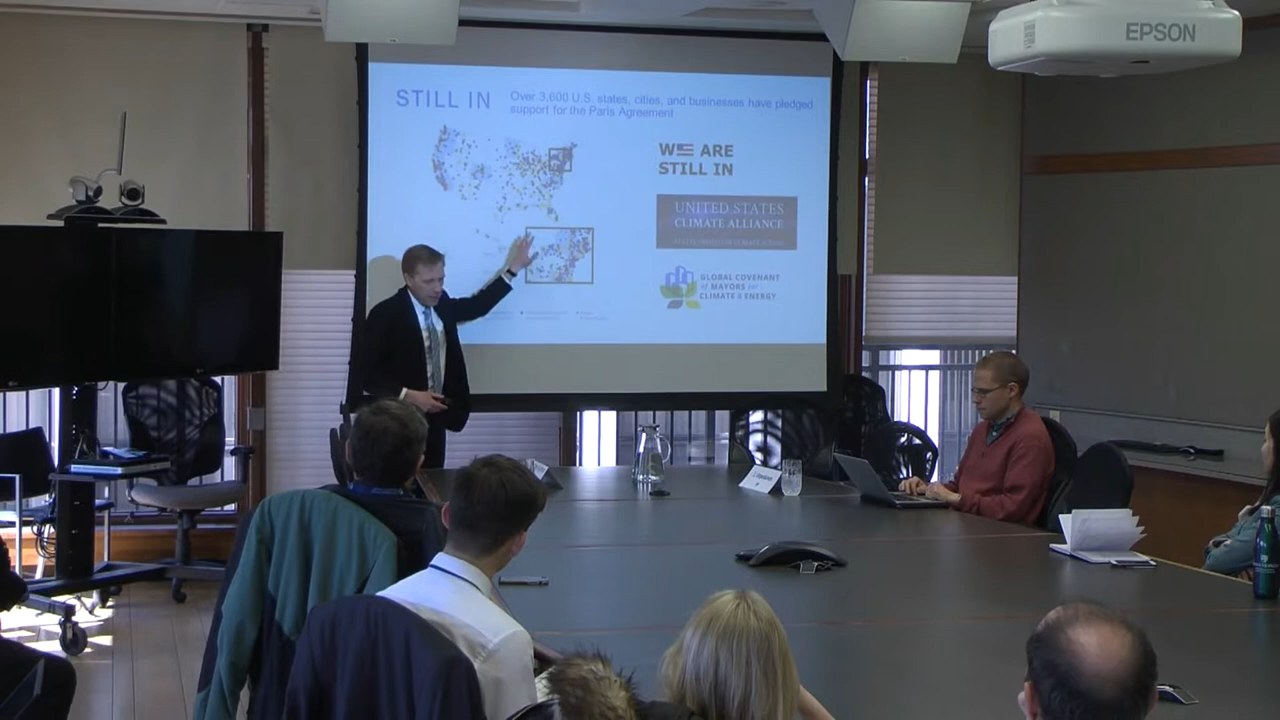 EPSON
STILL IN
Over 3,600 U.S. states, cities, and businesses have pledged
support for the Paris Agreement
WE ARE
STILL IN
UNITED STATES
CLIMATE ALLIANCE
GLOBAL COVENANT
of MAYORS for
CLIMATE & ENERGY